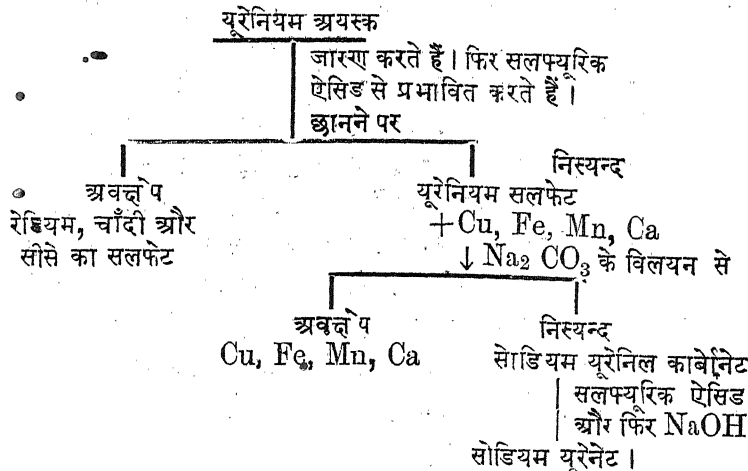 यूरेनियम अयस्क
जारण करते हैं। फिर सलफ्यूरिक
ऐसिड से प्रभावित करते हैं।
छानने पर
अवक्षेप
रेडियम, चाँदी और
सीसे का सलफेट
निस्यन्द
यूरेनियम सलफेट
+Cu, Fe, Mn, Ca
↓ Na₂ CO₃ के विलयन से
अवक्षेप
Cu, Fe, Mn, Ca
निस्यन्द
सोडियम यूरेनिल कार्बोनेट
सलफ्यूरिक ऐसिड
और फिर NaOH
सोडियम यूरेनेट।